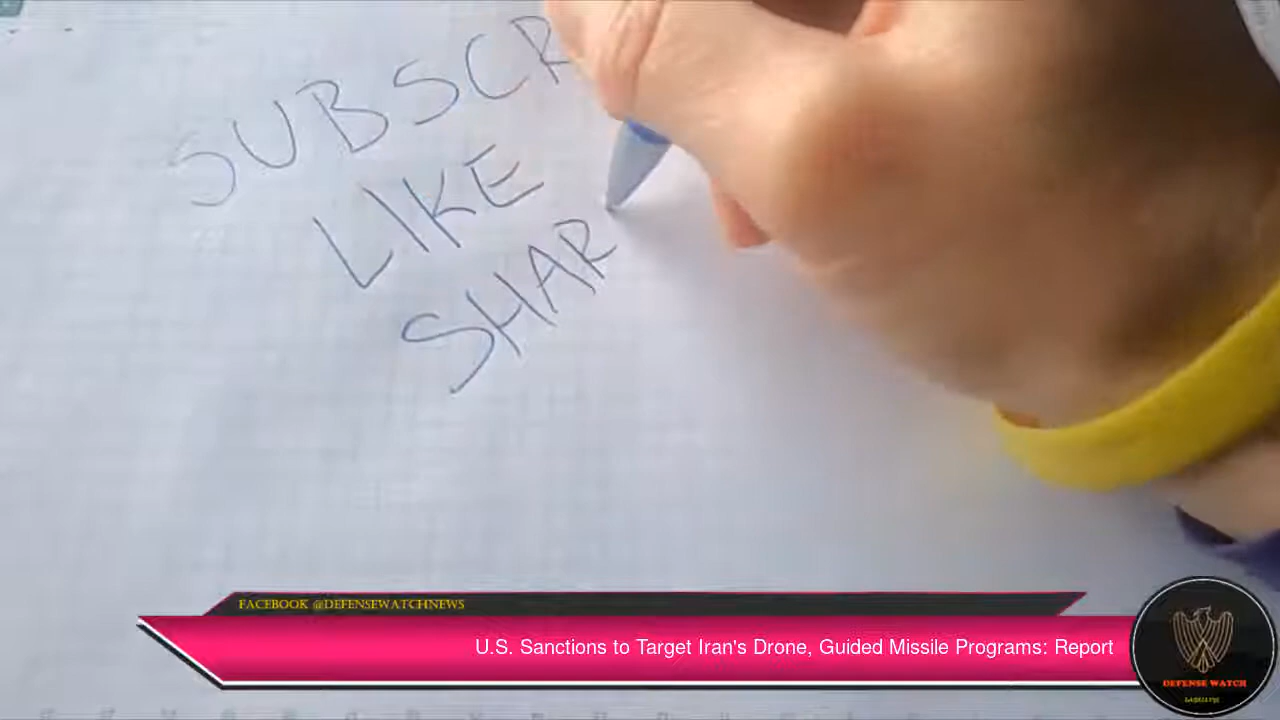 SUBSCR
LIKE
SHAR
FACEBOOK @DEFENSEWATCHNEWS
U.S. Sanctions to Target Iran's Drone, Guided Missile Programs: Report
DEFENSE WATCH